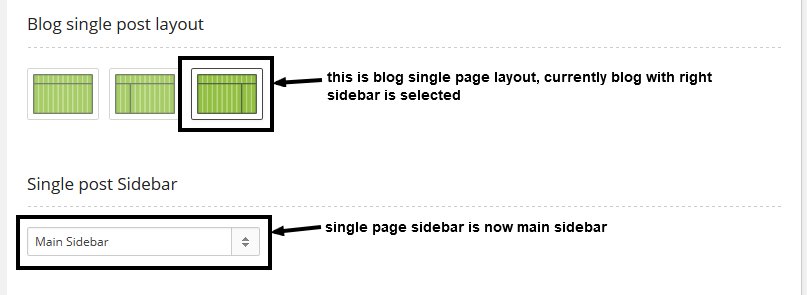 Blog single post layout
this is blog single page layout, currently blog with right
sidebar is selected
Single post Sidebar
Main Sidebar
single page sidebar is now main sidebar